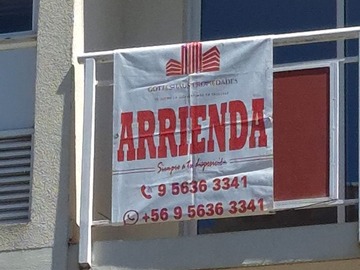 ARRIENDA
Siempre a tu disposición
9 5636 3341
+56 9 5636 3341